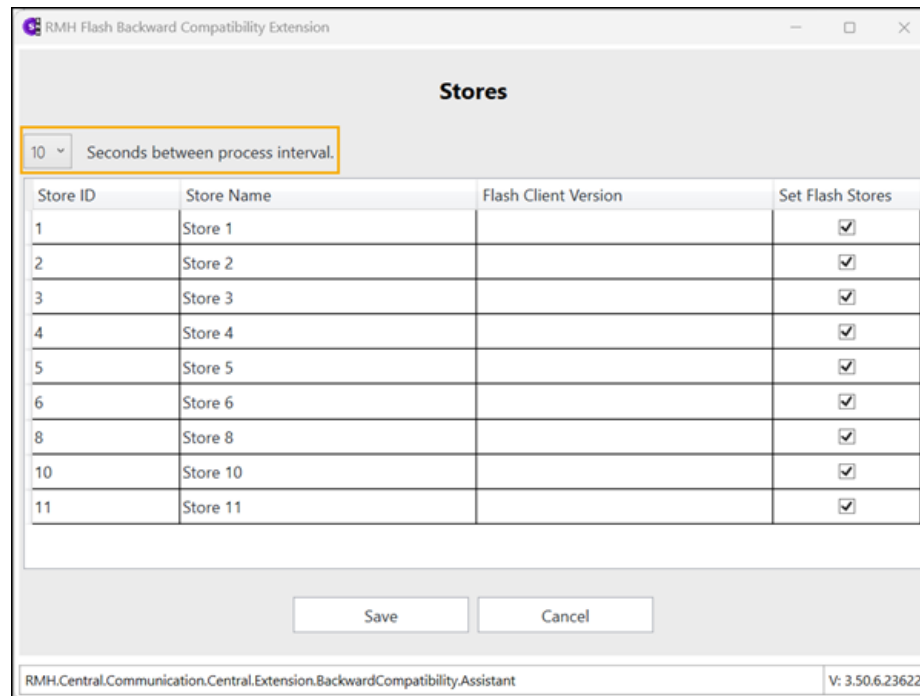 RMH Flash Backward Compatibility Extension
Stores
10 Seconds between process interval.
Store ID Store Name Flash Client Version Set Flash Stores
1 Store 1
2 Store 2
3 Store 3
4 Store 4
5 Store 5
6 Store 6
8 Store 8
10 Store 10
11 Store 11
Save Cancel
RMH.Central.Communication.Central.Extension.BackwardCompatibility.Assistant V: 3.50.6.23622